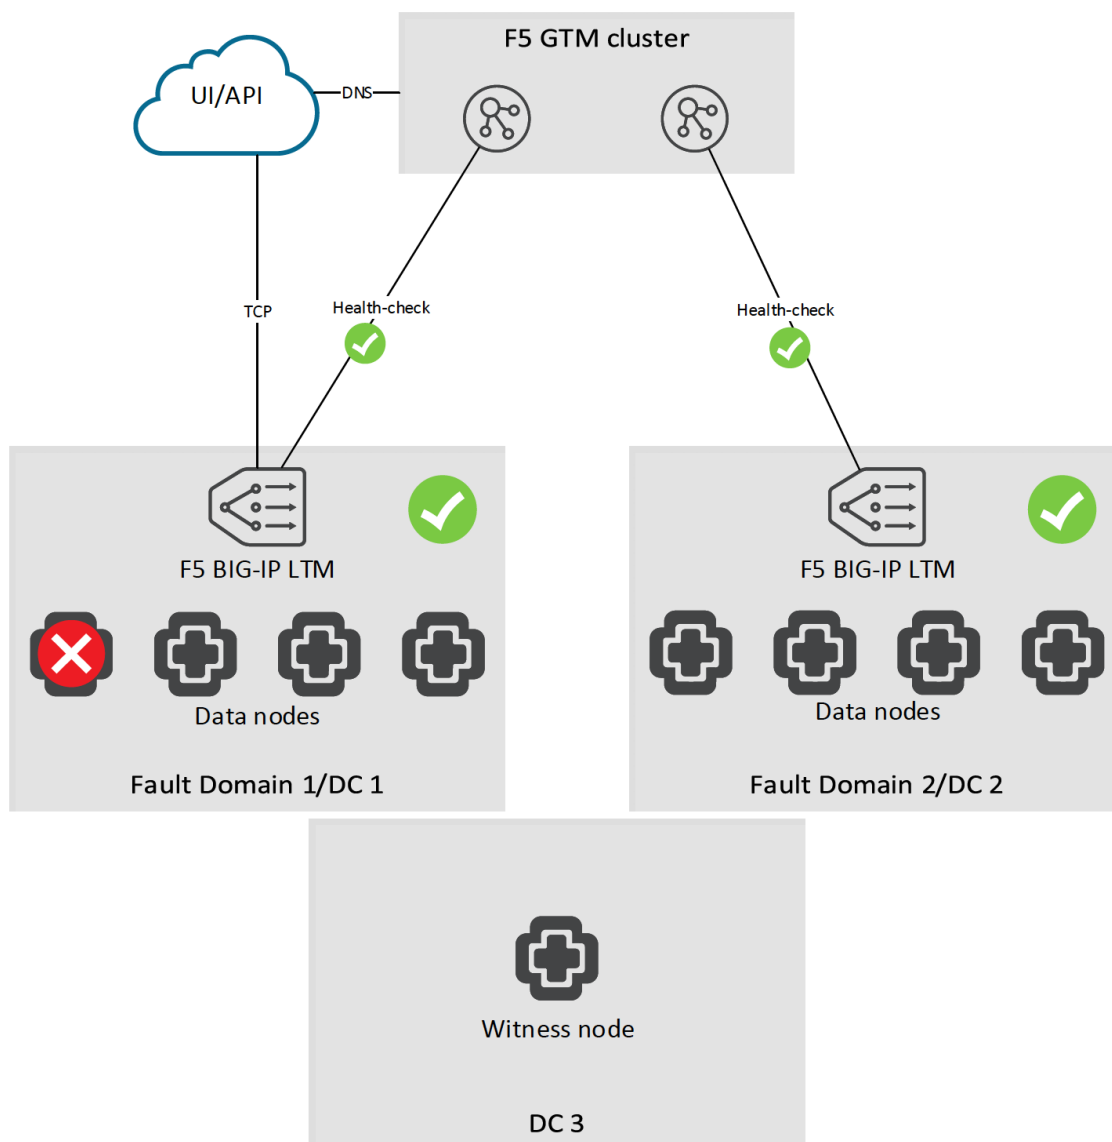 F5 GTM cluster
UI/API
DNS
TCP
Health-check
Health-check
F5 BIG-IP LTM
F5 BIG-IP LTM
Data nodes
Data nodes
Fault Domain 1/DC 1
Fault Domain 2/DC 2
Witness node
DC 3